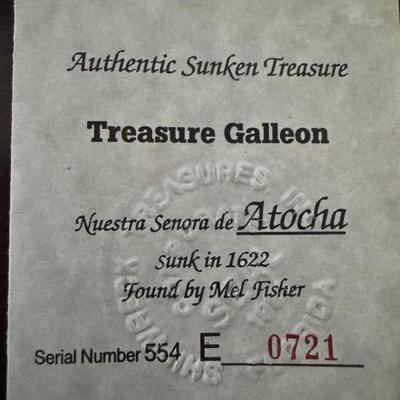 Authentic Sunken Treasure
Treasure Galleon
Nuestra Senora de Atocha
Sunk in 1622
Found by Mel Fisher
Serial Number 554 E 0721